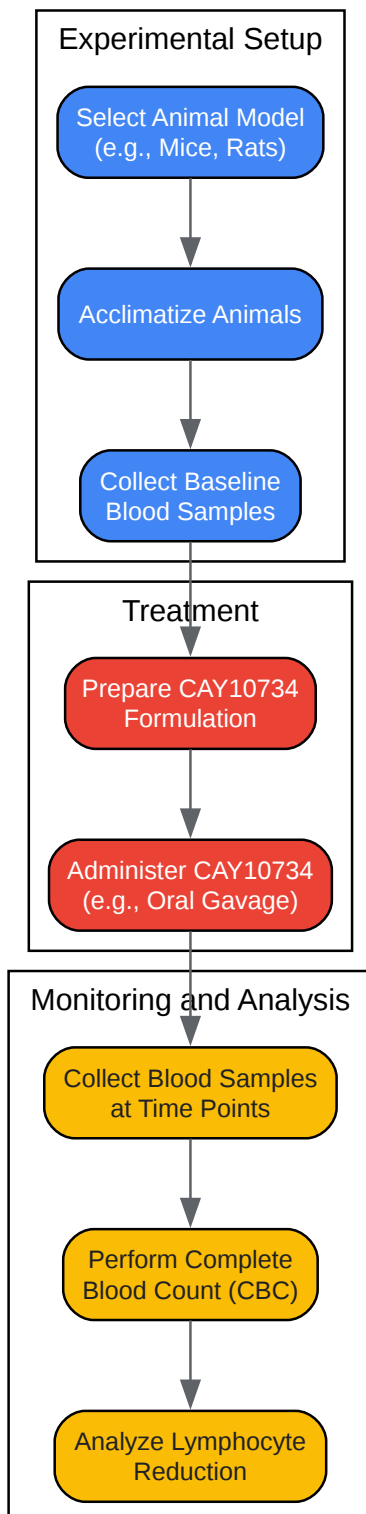 Experimental Setup
Select Animal Model
(e.g., Mice, Rats)
Acclimatize Animals
Collect Baseline
Blood Samples
Treatment
Prepare CAY10734
Formulation
Administer CAY10734
(e.g., Oral Gavage)
Monitoring and Analysis
Collect Blood Samples
at Time Points
Perform Complete
Blood Count (CBC)
Analyze Lymphocyte
Reduction